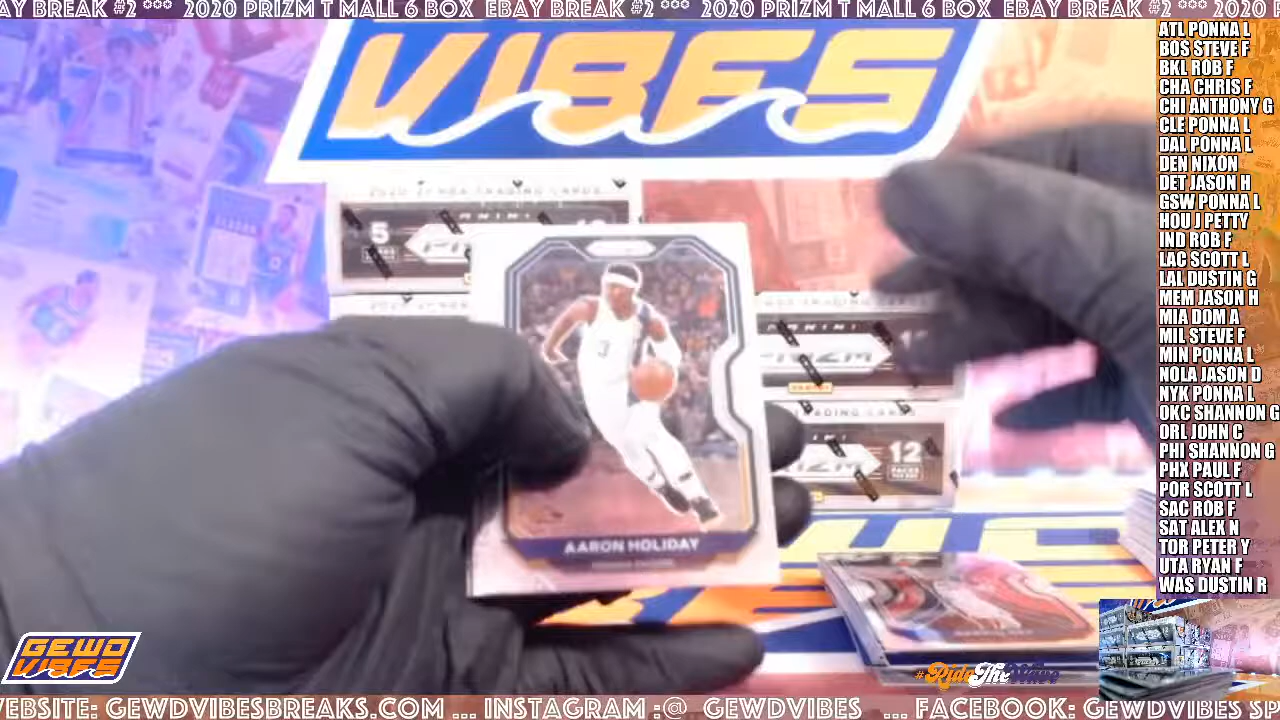 AY BREAK #2 *** 2020 PRIZM T MALL 6 BOX EBAY BREAK #2 *** 2020 PRIZM T MALL 6 BOX EBAY BREAK #2 *** 2020
VIBES
ATL PONNA L
BOS STEVE F
BKL ROB F
CHA CHRIS F
CHI ANTHONY G
CLE PONNA L
DAL PONNA L
DEN NIXON
DET JASON H
GSW PONNA L
HOU J PETTY
IND ROB F
LAC SCOTT L
LAL DUSTIN G
MEM JASON H
MIA DOM A
MIL STEVE F
MIN PONNA L
NOLA JASON D
NYK PONNA L
OKC SHANNON G
ORL JOHN C
PHI SHANNON G
PHX PAUL F
POR SCOTT L
SAC ROB F
SAT ALEX N
TOR PETER Y
UTA RYAN F
WAS DUSTIN R
5
PANINI
PRIZM
12
3
AARON HOLIDAY
GEWD
VIBES
#RideTheWave
WEBSITE: GEWDVIBESBREAKS.COM ... INSTAGRAM :@ GEWDVIBES ... FACEBOOK: GEWDVIBES SP